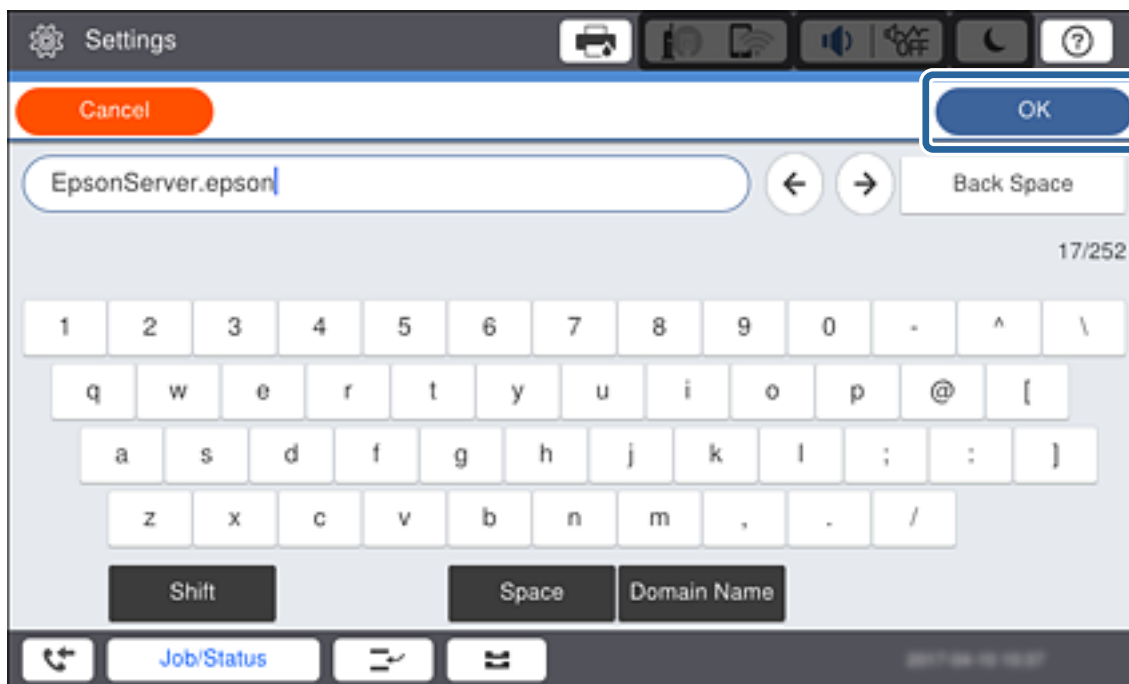 Settings
OFF
?
Cancel OK
EpsonServer.epson Back Space
17/252
1 2 3 4 5 6 7 8 9 0 - ^ \
q w e r t y u i o p @ [
a s d f g h j k l ; : ]
z x c v b n m , . /
Shift Space Domain Name
Job/Status